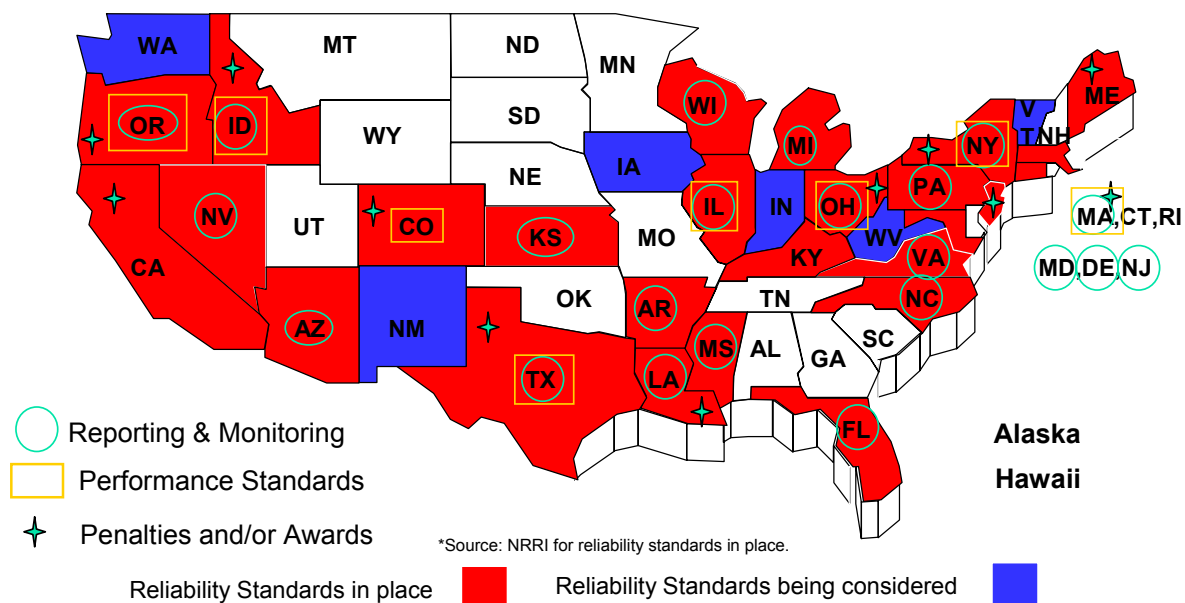 WA
MT
ND
MN
ME
V
T
NH
OR
ID
SD
WI
MI
NY
WY
IA
NE
PA
NV
UT
CO
KS
MO
IL
IN
OH
WV
MA,CT,RI
CA
KY
VA
MD,DE,NJ
AZ
NM
OK
AR
TN
NC
TX
LA
MS
AL
GA
SC
FL
Alaska
Hawaii
Reporting & Monitoring
Performance Standards
Penalties and/or Awards
*Source: NRRI for reliability standards in place.
Reliability Standards in place
Reliability Standards being considered